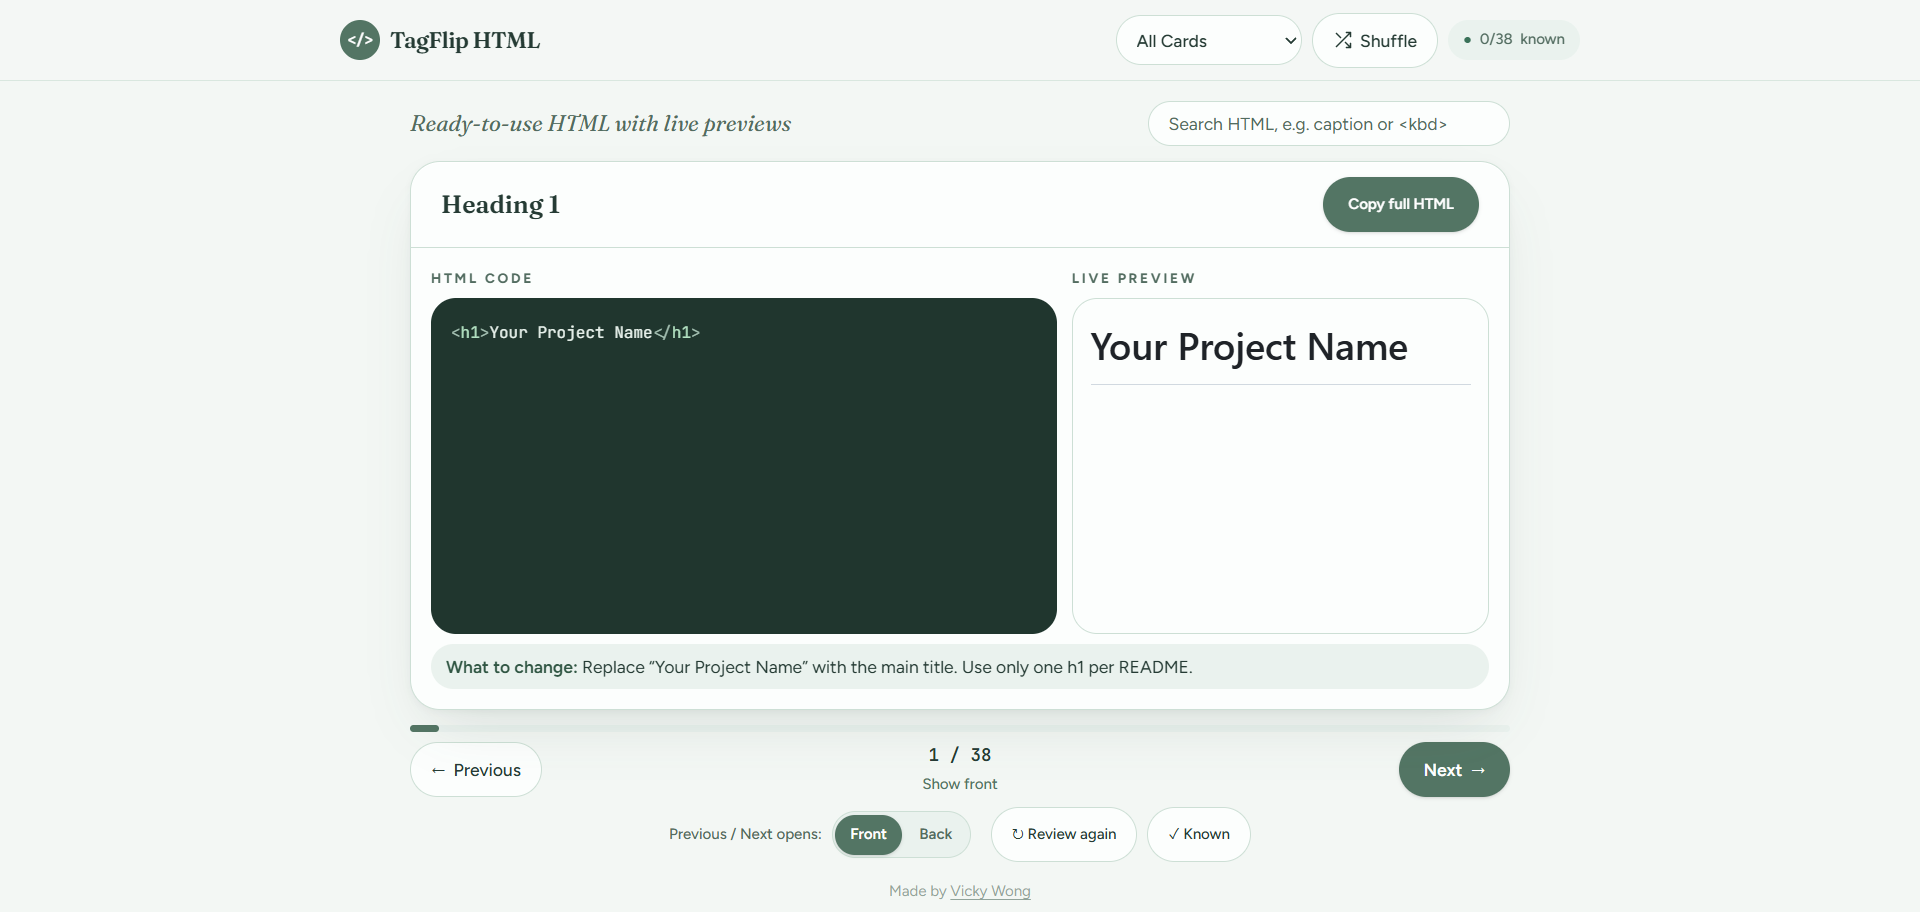 </> TagFlip HTML
All Cards
Shuffle
0/38 known
Ready-to-use HTML with live previews
Search HTML, e.g. caption or <kbd>
Heading 1
Copy full HTML
HTML CODE
LIVE PREVIEW
<h1>Your Project Name</h1>
Your Project Name
What to change: Replace “Your Project Name” with the main title. Use only one h1 per README.
← Previous
1 / 38
Show front
Next →
Previous / Next opens:
Front
Back
↻ Review again
✓ Known
Made by Vicky Wong